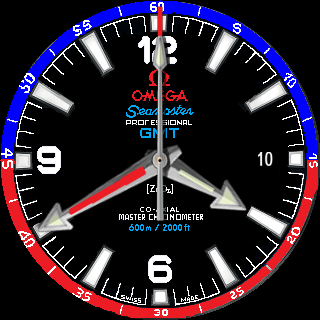 60
5
10
15
20
25
30
35
40
45
50
55
12
Ω
OMEGA
Seamaster
PROFESSIONAL
GMT
9
10
[ZrO₂]
CO-AXIAL
MASTER CHRONOMETER
600m / 2000ft
6
SWISS MADE